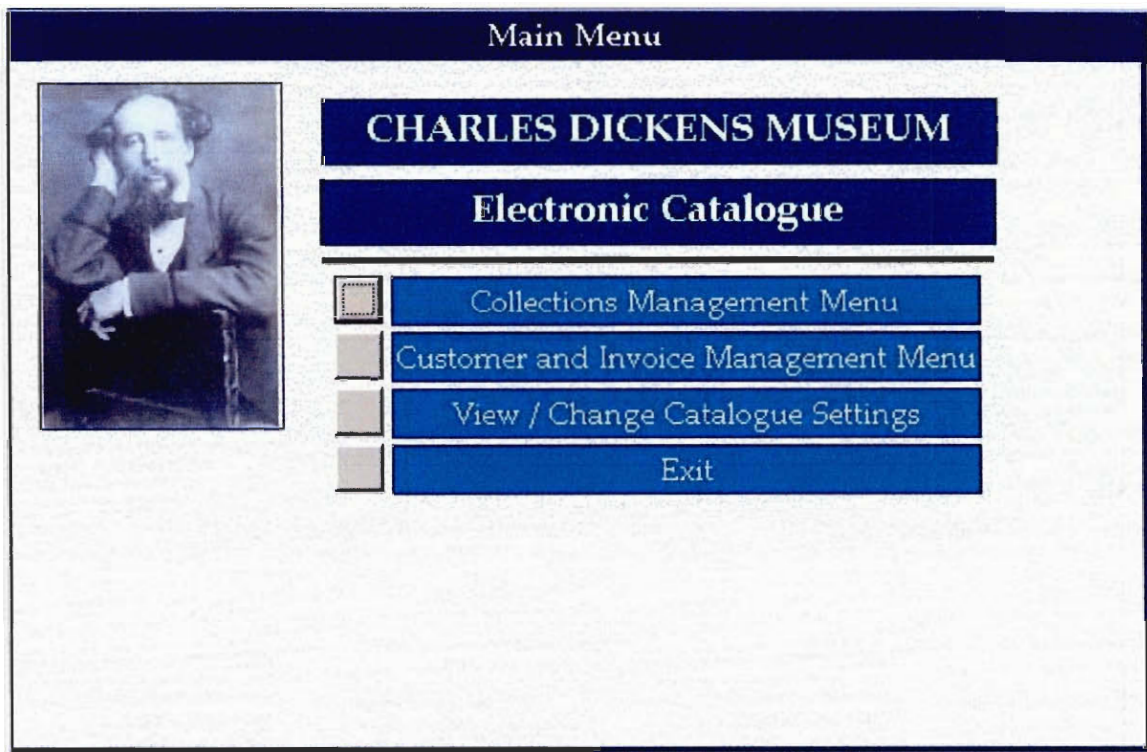 Main Menu
CHARLES DICKENS MUSEUM
Electronic Catalogue
Collections Management Menu
Customer and Invoice Management Menu
View / Change Catalogue Settings
Exit